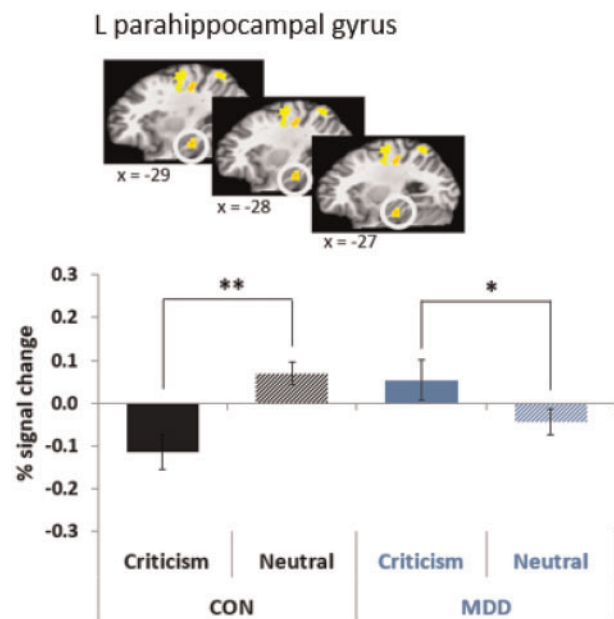 L parahippocampal gyrus
x = -29
x = -28
x = -27
% signal change
0.3
0.2
0.1
0.0
-0.1
-0.2
-0.3
**
*
Criticism Neutral Criticism Neutral
CON MDD